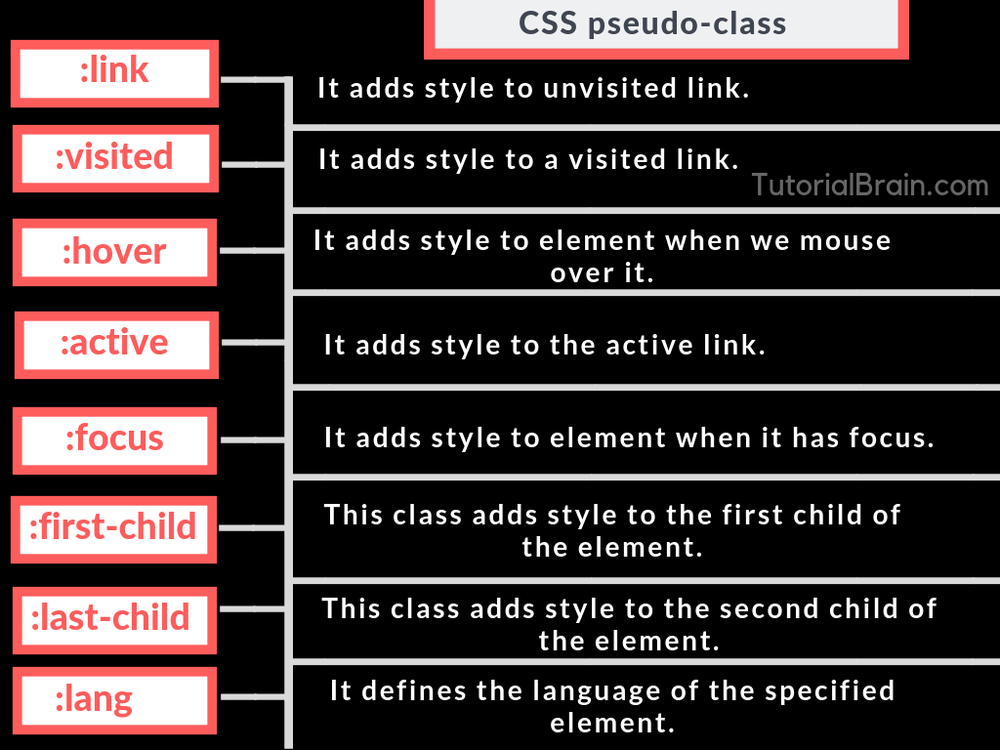 CSS pseudo-class
:link
It adds style to unvisited link.
:visited
It adds style to a visited link.
TutorialBrain.com
:hover
It adds style to element when we mouse
over it.
:active
It adds style to the active link.
:focus
It adds style to element when it has focus.
:first-child
This class adds style to the first child of
the element.
:last-child
This class adds style to the second child of
the element.
:lang
It defines the language of the specified
element.